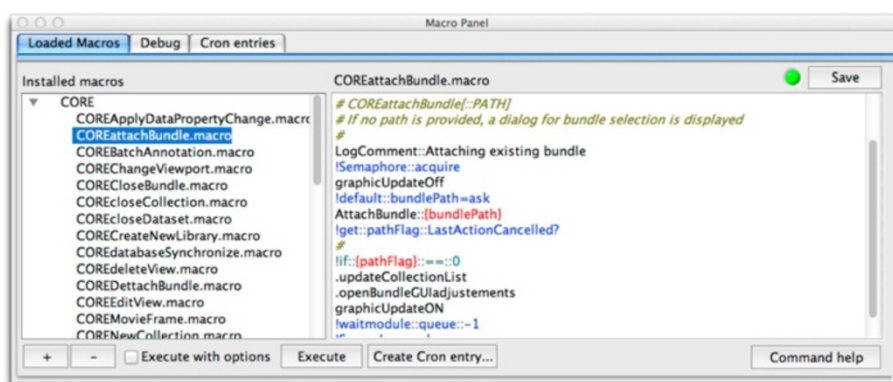 Macro Panel
Loaded Macros Debug Cron entries
Installed macros
CORE
COREApplyDataPropertyChange.macro
COREattachBundle.macro
COREBatchAnnotation.macro
COREChangeViewport.macro
CORECloseBundle.macro
COREcloseCollection.macro
COREcloseDataset.macro
CORECreateNewLibrary.macro
COREdatabaseSynchronize.macro
COREdeleteView.macro
COREDettachBundle.macro
COREEditView.macro
COREMovieFrame.macro
CORENewCollection.macro
COREattachBundle.macro
Save
# COREattachBundle[::PATH]
# If no path is provided, a dialog for bundle selection is displayed
#
LogComment::Attaching existing bundle
!Semaphore::acquire
graphicUpdateOff
!default::bundlePath=ask
AttachBundle::{bundlePath}
!get::pathFlag::LastActionCancelled?
#
!if::{pathFlag}::==::0
.updateCollectionList
.openBundleGUIadjustements
graphicUpdateON
!waitmodule::queue::-1
+ - Execute with options Execute Create Cron entry... Command help